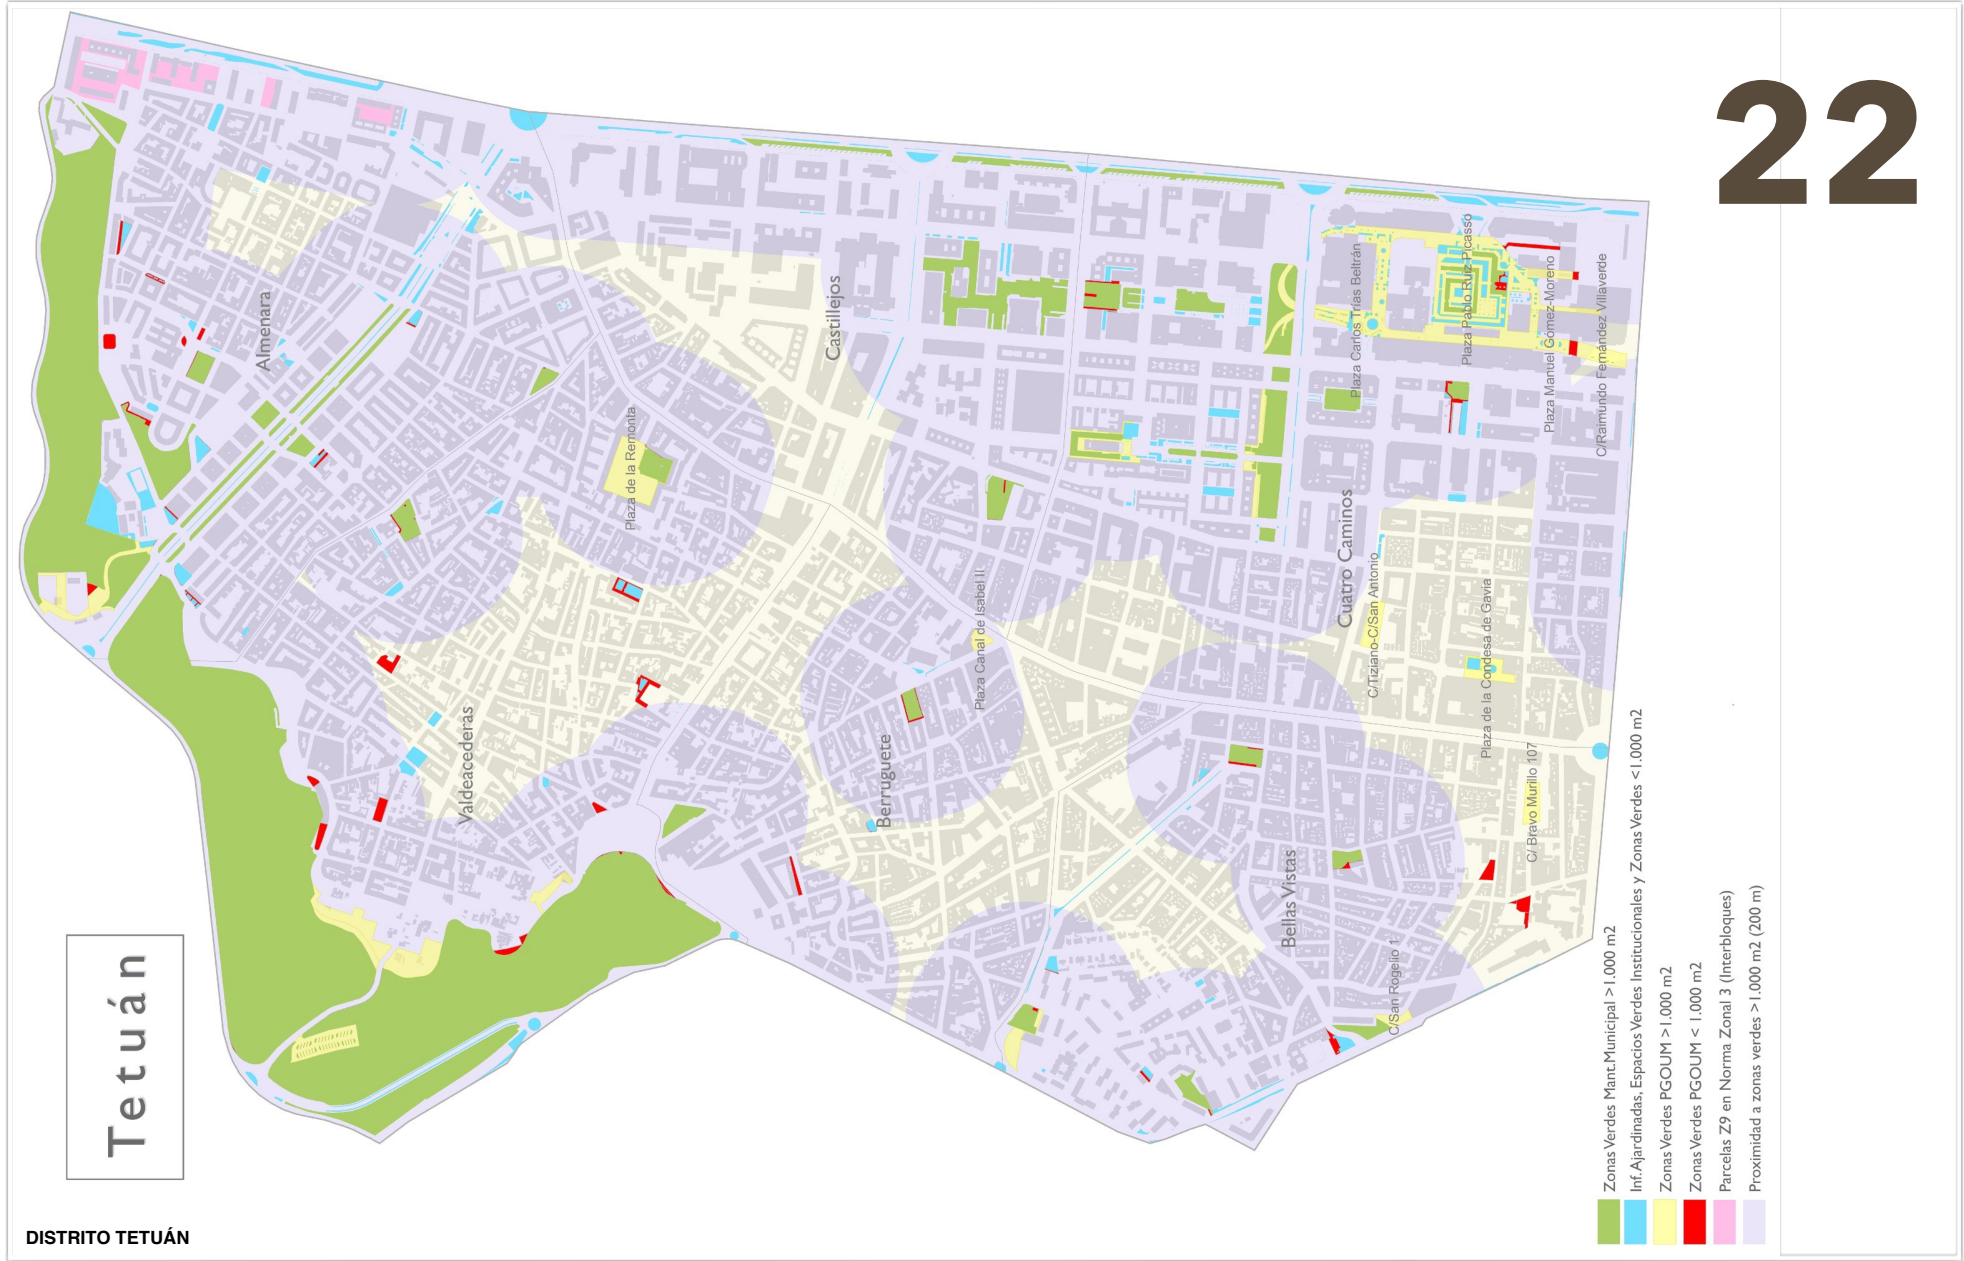 22
Almenara
Castillejos
Plaza Carlos Trías Beltrán
Plaza Pablo Ruiz Picasso
Plaza Manuel Gómez-Moreno
C/Raimundo Fernández Villaverde
Plaza de la Remonta
Cuatro Caminos
C/Tiziano-C/San Antonio
Plaza de la Condesa de Gavia
Plaza Canal de Isabel II
Valdeacederas
Berruguete
C/ Bravo Murillo 107
Bellas Vistas
C/San Rogelio 1
Tetuán
Zonas Verdes Mant.Municipal >1.000 m2
Inf.Ajardinadas, Espacios Verdes Institucionales y Zonas Verdes <1.000 m2
Zonas Verdes PGOUM >1.000 m2
Zonas Verdes PGOUM < 1.000 m2
Parcelas Z9 en Norma Zonal 3 (Interbloques)
Proximidad a zonas verdes >1.000 m2 (200 m)
DISTRITO TETUÁN